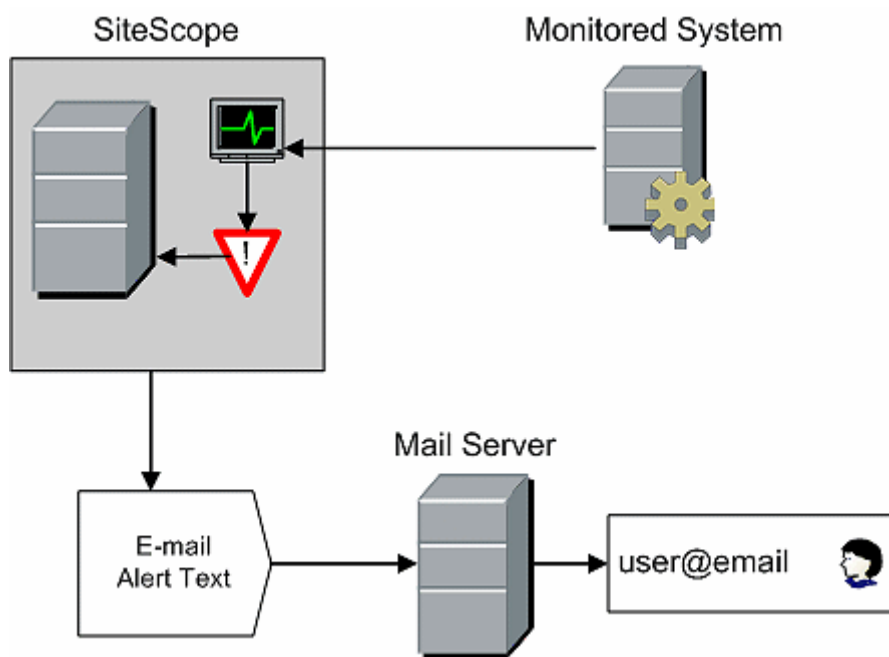 SiteScope
Monitored System
!
Mail Server
E-mail
Alert Text
user@email